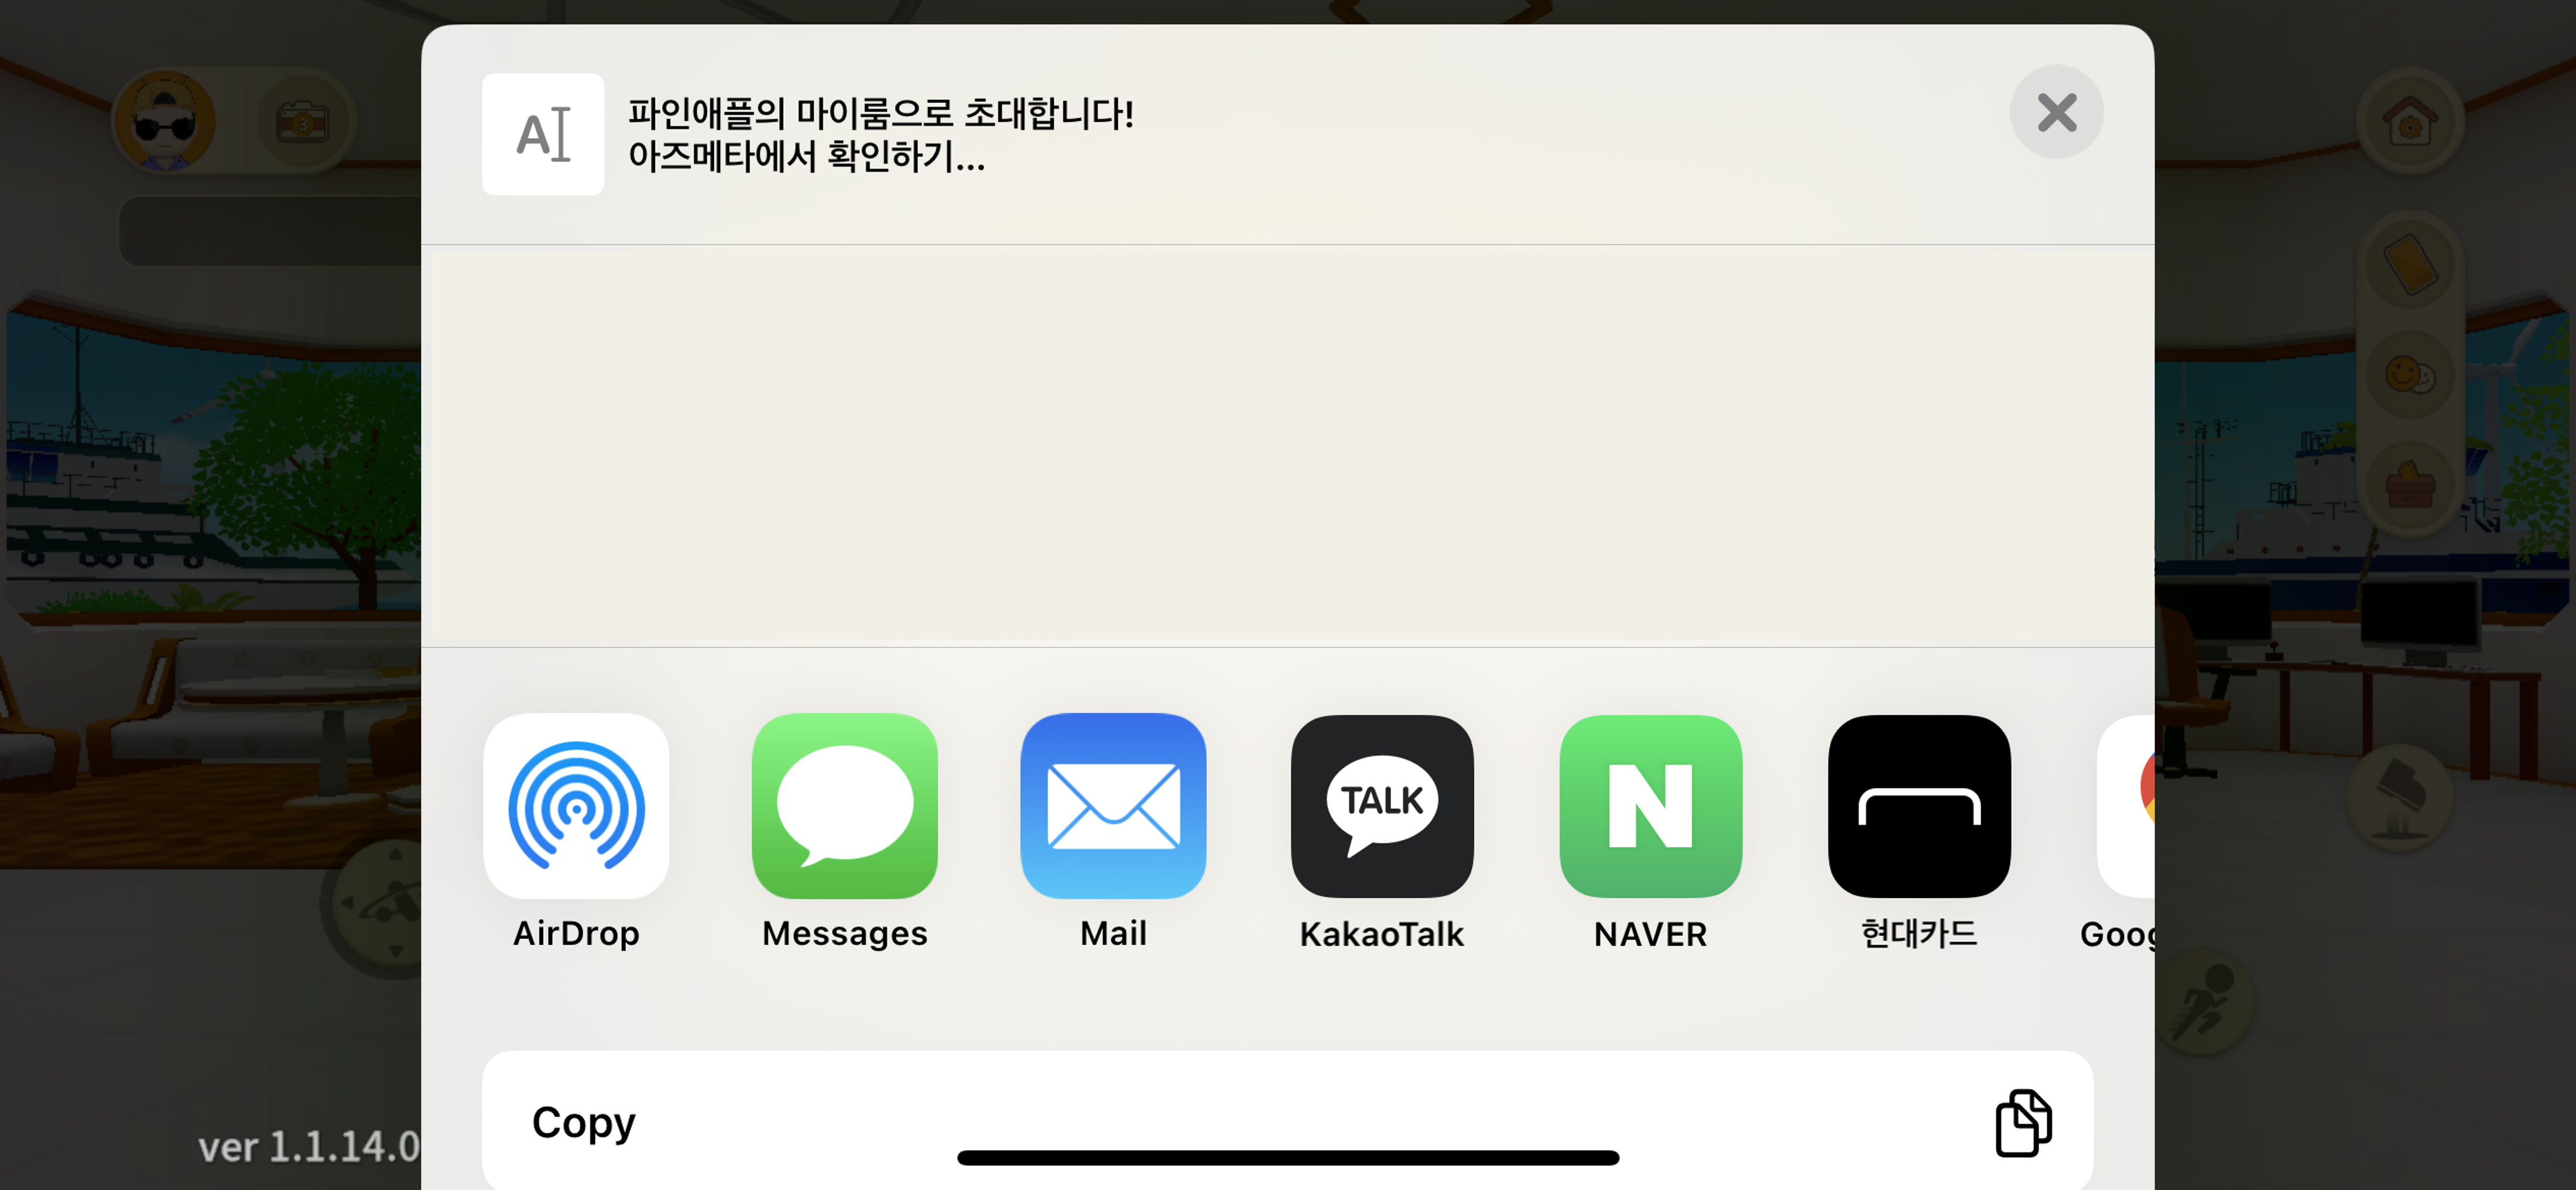 파인애플의 마이룸으로 초대합니다!
아즈메타에서 확인하기...
A
3
TALK
N
AirDrop
Messages
Mail
KakaoTalk
NAVER
현대카드
Goog
Copy
ver 1.1.14.0